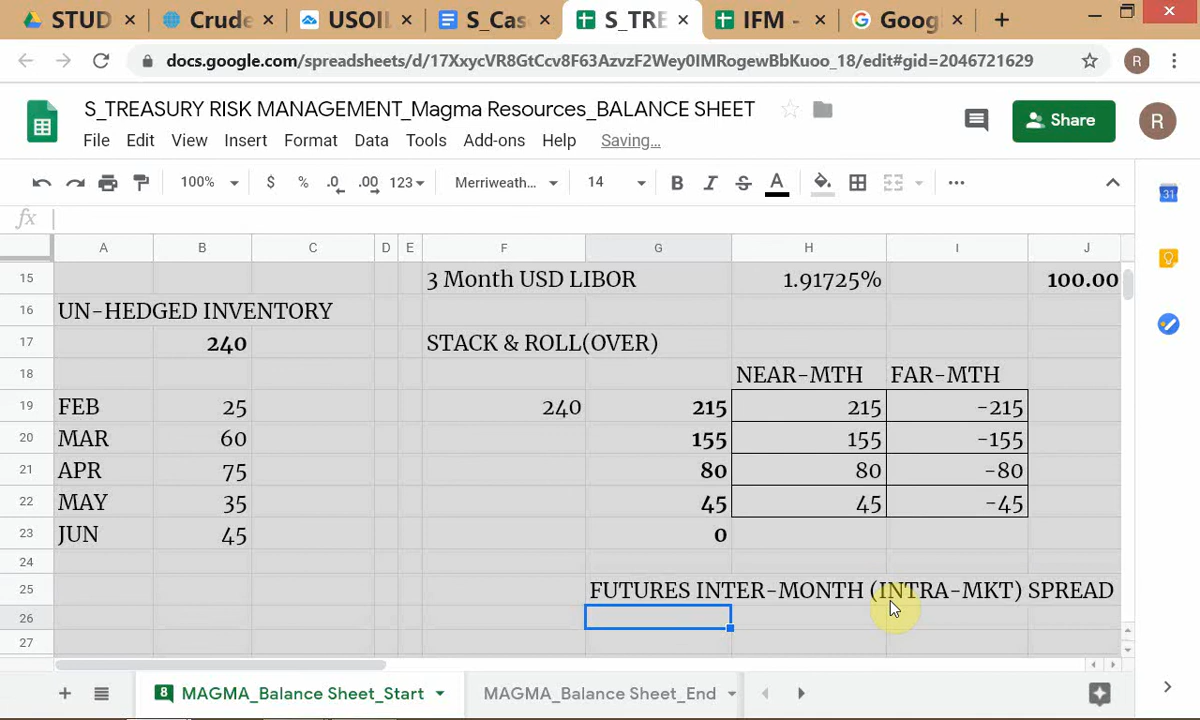 STUD × Crude × USOIL × S_Cas × S_TRE × IFM - × Goog × +
docs.google.com/spreadsheets/d/17XxycVR8GtCcv8F63AzvzF2Wey0IMRogewBbKuoo_18/edit#gid=2046721629 R
S_TREASURY RISK MANAGEMENT_Magma Resources_BALANCE SHEET Share R
File Edit View Insert Format Data Tools Add-ons Help Saving...
100% $ % .0 .00 123 Merriweath... 14 B I S A ...
fx
A B C D E F G H I J
15 3 Month USD LIBOR 1.91725% 100.00
16 UN-HEDGED INVENTORY
17 240 STACK & ROLL(OVER)
18 NEAR-MTH FAR-MTH
19 FEB 25 240 215 215 -215
20 MAR 60 155 155 -155
21 APR 75 80 80 -80
22 MAY 35 45 45 -45
23 JUN 45 0
24
25 FUTURES INTER-MONTH (INTRA-MKT) SPREAD
26
27
+ 8 MAGMA_Balance Sheet_Start MAGMA_Balance Sheet_End
31